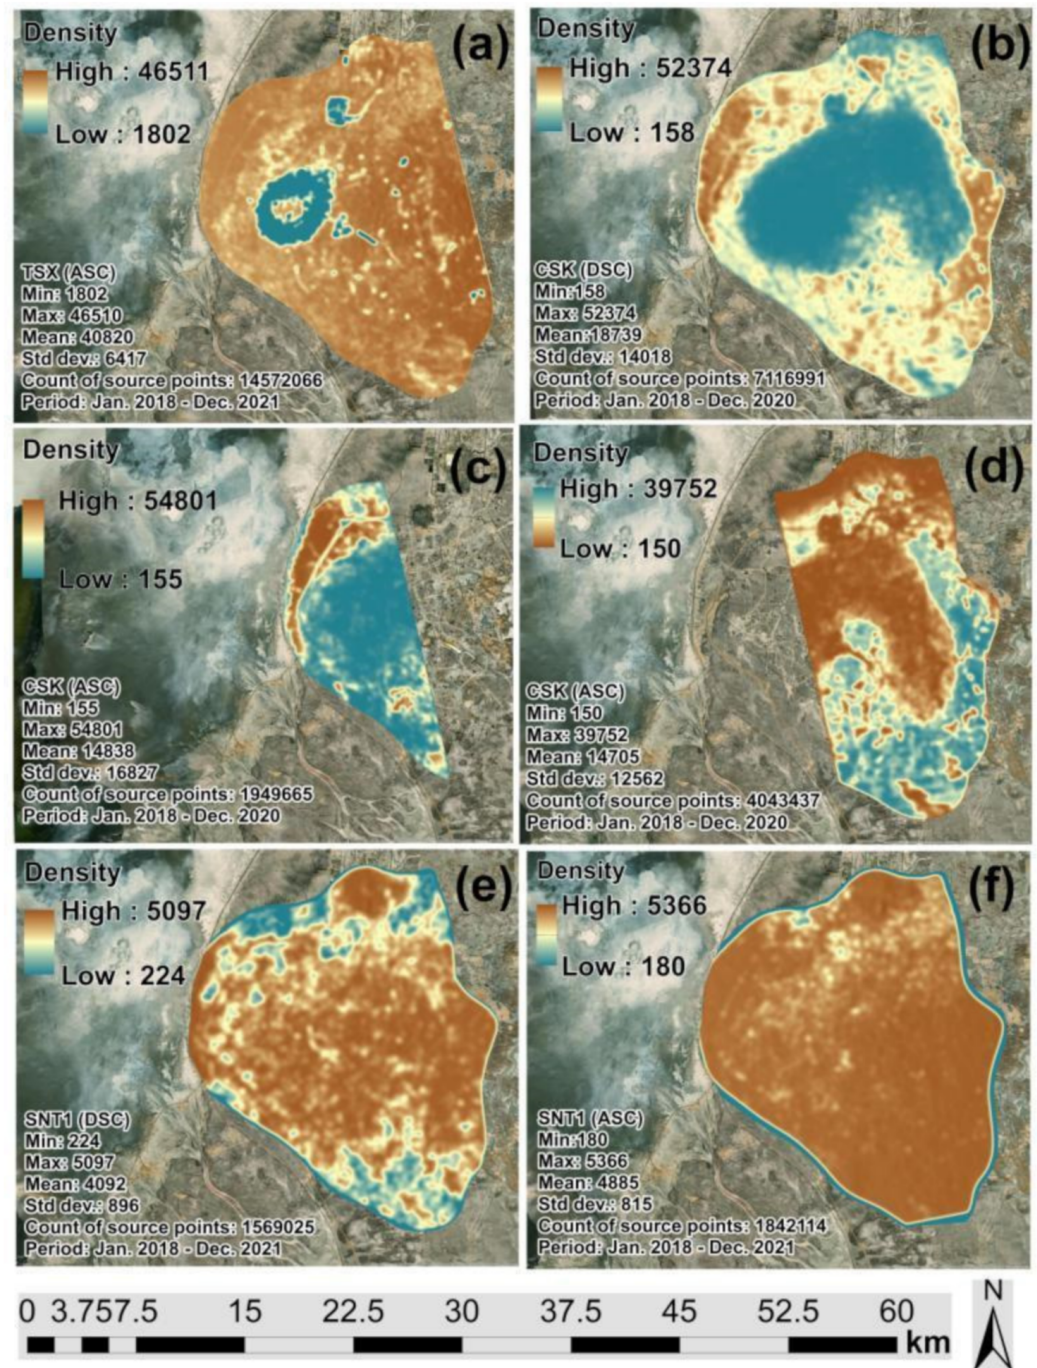 Density
(a)
High : 46511
Low : 1802
TSX (ASC)
Min: 1802
Max: 46510
Mean: 40820
Std dev.: 6417
Count of source points: 14572066
Period: Jan. 2018 - Dec. 2021
Density
(b)
High : 52374
Low : 158
CSK (DSC)
Min:158
Max: 52374
Mean:18739
Std dev.: 14018
Count of source points: 7116991
Period: Jan. 2018 - Dec. 2020
Density
(c)
High : 54801
Low : 155
CSK (ASC)
Min: 155
Max: 54801
Mean: 14838
Std dev.: 16827
Count of source points: 1949665
Period: Jan. 2018 - Dec. 2020
Density
(d)
High : 39752
Low : 150
CSK (ASC)
Min: 150
Max: 39752
Mean: 14705
Std dev.: 12562
Count of source points: 4043437
Period: Jan. 2018 - Dec. 2020
Density
(e)
High : 5097
Low : 224
SNT1 (DSC)
Min: 224
Max: 5097
Mean: 4092
Std dev.: 896
Count of source points: 1569025
Period: Jan. 2018 - Dec. 2021
Density
(f)
High : 5366
Low : 180
SNT1 (ASC)
Min:180
Max: 5366
Mean: 4885
Std dev.: 815
Count of source points: 1842114
Period: Jan. 2018 - Dec. 2021
0 3.757.5 15 22.5 30 37.5 45 52.5 60
km
N